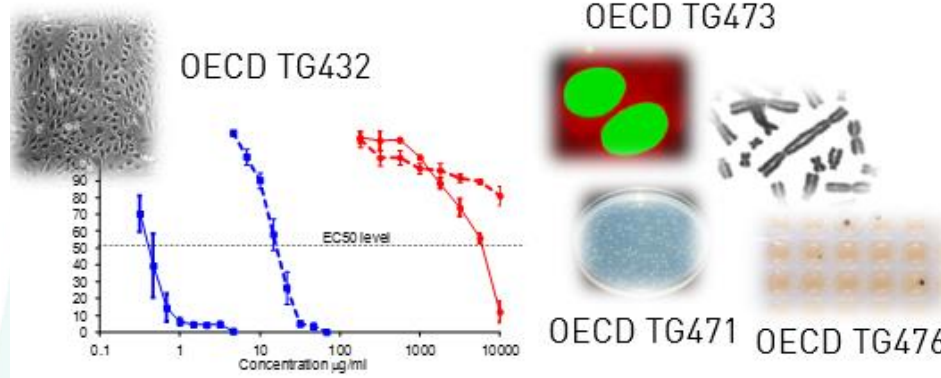 OECD TG473
OECD TG432
90
80
70
60
50
40
30
20
10
0
EC50 level
0.1 1 10 100 1000 10000
Concentration µg/ml
OECD TG471
OECD TG476